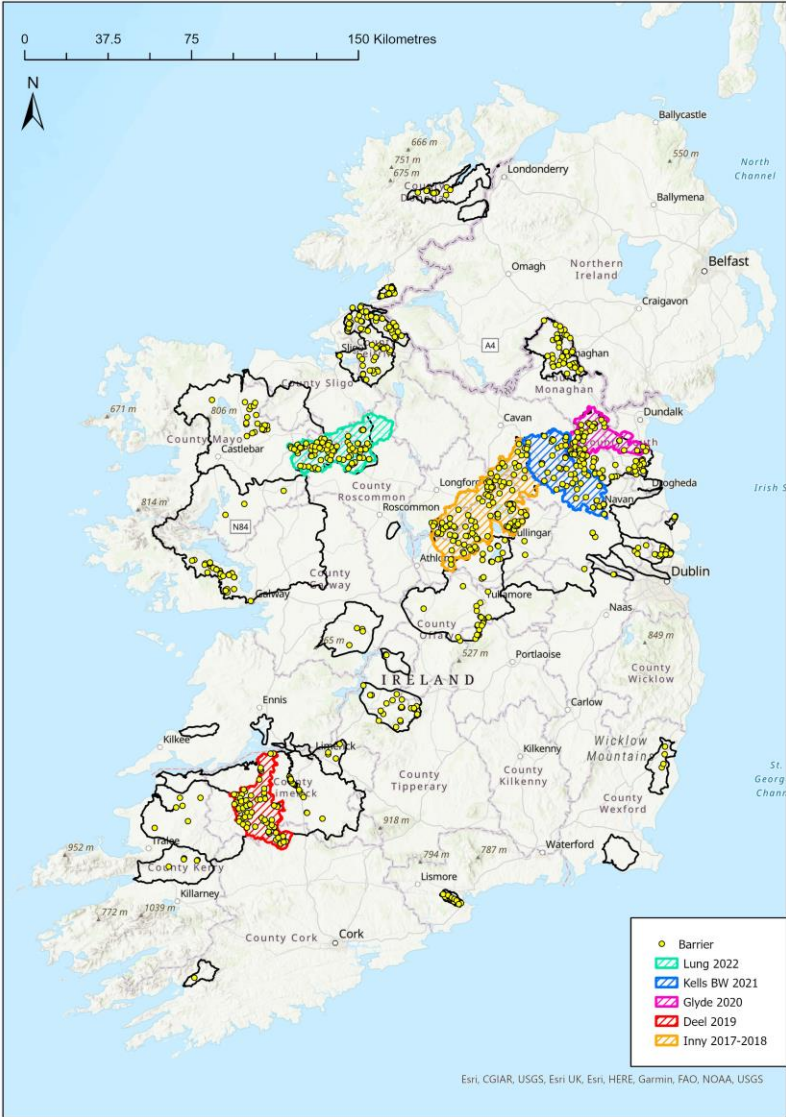 0 37.5 75 150 Kilometres
N
Ballycastle
666 m
751 m
675 m
Londonderry
550 m
North
Channel
Ballymena
Omagh
Northern
Ireland
Belfast
Craigavon
A4
County Sligo
County
Monaghan
Dundalk
Cavan
671 m
806 m
County Mayo
Castlebar
Longford
County
Roscommon
Roscommon
Navan
Drogheda
Irish S
814 m
N84
Athlone
Dublin
County
Galway
Galway
Tullamore
Naas
County
849 m
527 m
Portlaoise
County
Wicklow
IRELAND
Ennis
Carlow
Kilkee
Limerick
Kilkenny
Wicklow
Mountains
St.
Georg
Chann
County
Limerick
County
Tipperary
County
Kilkenny
County
Wexford
918 m
Tralee
952 m
County Kerry
794 m
787 m
Waterford
Lismore
Killarney
772 m
1039 m
County Cork
Cork
Barrier
Lung 2022
Kells BW 2021
Glyde 2020
Deel 2019
Inny 2017-2018
Esri, CGIAR, USGS, Esri UK, Esri, HERE, Garmin, FAO, NOAA, USGS